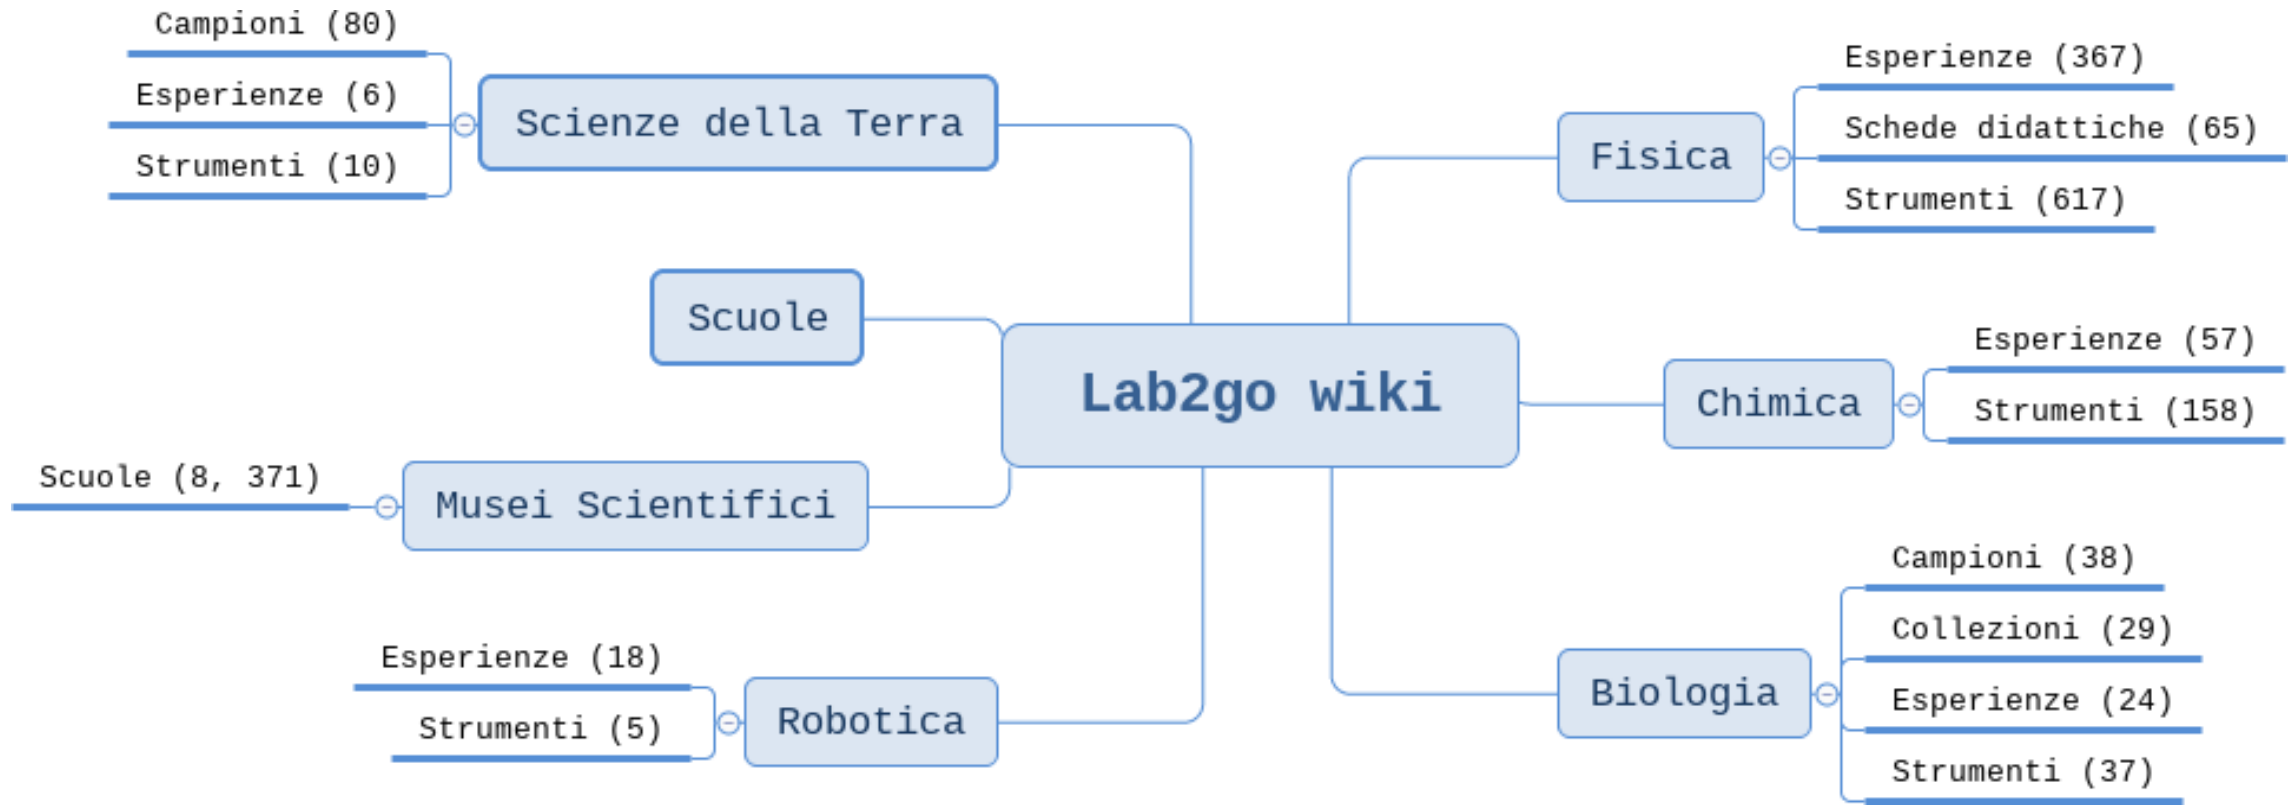 Campioni (80)
Esperienze (6)
Strumenti (10)
Scienze della Terra
Scuole
Scuole (8, 371)
Musei Scientifici
Esperienze (18)
Strumenti (5)
Robotica
Lab2go wiki
Fisica
Esperienze (367)
Schede didattiche (65)
Strumenti (617)
Chimica
Esperienze (57)
Strumenti (158)
Biologia
Campioni (38)
Collezioni (29)
Esperienze (24)
Strumenti (37)